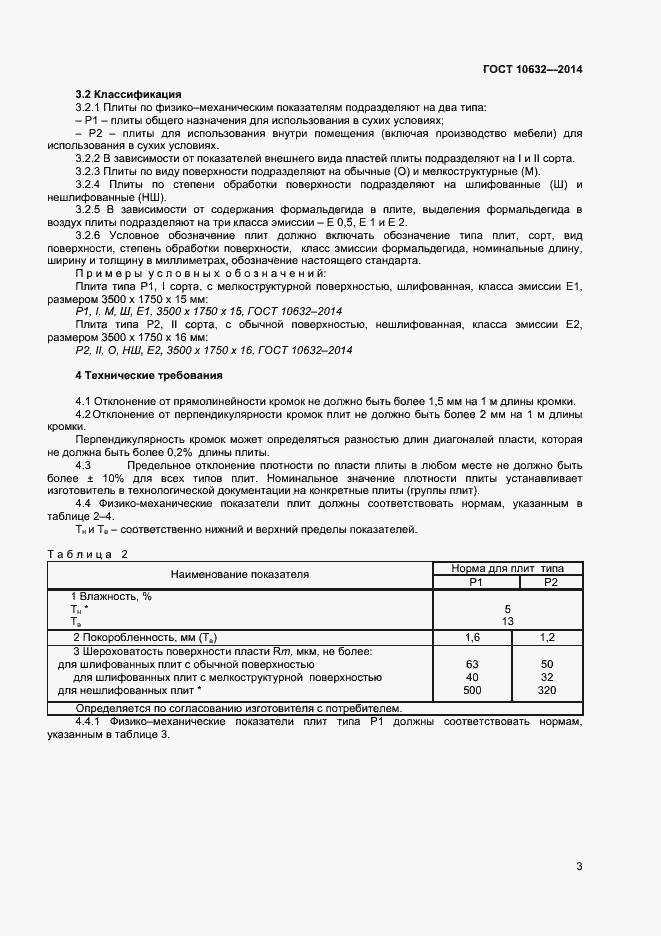 ГОСТ 10632—2014
3.2 Классификация
3.2.1 Плиты по физико–механическим показателям подразделяют на два типа:
– Р1 – плиты общего назначения для использования в сухих условиях;
– Р2 – плиты для использования внутри помещения (включая производство мебели) для
использования в сухих условиях.
3.2.2 В зависимости от показателей внешнего вида пластей плиты подразделяют на I и II сорта.
3.2.3 Плиты по виду поверхности подразделяют на обычные (О) и мелкоструктурные (М).
3.2.4 Плиты по степени обработки поверхности подразделяют на шлифованные (Ш) и
нешлифованные (НШ).
3.2.5 В зависимости от содержания формальдегида в плите, выделения формальдегида в
воздух плиты подразделяют на три класса эмиссии – Е 0,5, Е 1 и Е 2.
3.2.6 Условное обозначение плит должно включать обозначение типа плит, сорт, вид
поверхности, степень обработки поверхности, класс эмиссии формальдегида, номинальные длину,
ширину и толщину в миллиметрах, обозначение настоящего стандарта.
Примеры условных обозначений:
Плита типа Р1, I сорта, с мелкоструктурной поверхностью, шлифованная, класса эмиссии Е1,
размером 3500 х 1750 х 15 мм:
Р1, I, М, Ш, Е1, 3500 х 1750 х 15, ГОСТ 10632–2014
Плита типа Р2, II сорта, с обычной поверхностью, нешлифованная, класса эмиссии Е2,
размером 3500 х 1750 х 16 мм:
Р2, II, О, НШ, Е2, 3500 х 1750 х 16, ГОСТ 10632–2014
4 Технические требования
4.1 Отклонение от прямолинейности кромок не должно быть более 1,5 мм на 1 м длины кромки.
4.2 Отклонение от перпендикулярности кромок плит не должно быть более 2 мм на 1 м длины
кромки.
Перпендикулярность кромок может определяться разностью длин диагоналей пласти, которая
не должна быть более 0,2% длины плиты.
4.3 Предельное отклонение плотности по пласти плиты в любом месте не должно быть
более ± 10% для всех типов плит. Номинальное значение плотности плиты устанавливает
изготовитель в технологической документации на конкретные плиты (группы плит).
4.4 Физико-механические показатели плит должны соответствовать нормам, указанным в
таблице 2–4.
Тн и Тв – соответственно нижний и верхний пределы показателей.
Таблица 2
Наименование показателя
Норма для плит типа
Р1 Р2
1 Влажность, %
Тн * 5
Тв 13
2 Покоробленность, мм (Тв) 1,6 1,2
3 Шероховатость поверхности пласти Rm, мкм, не более:
для шлифованных плит с обычной поверхностью 63 50
для шлифованных плит с мелкоструктурной поверхностью 40 32
для нешлифованных плит * 500 320
Определяется по согласованию изготовителя с потребителем.
4.4.1 Физико–механические показатели плит типа Р1 должны соответствовать нормам,
указанным в таблице 3.
3